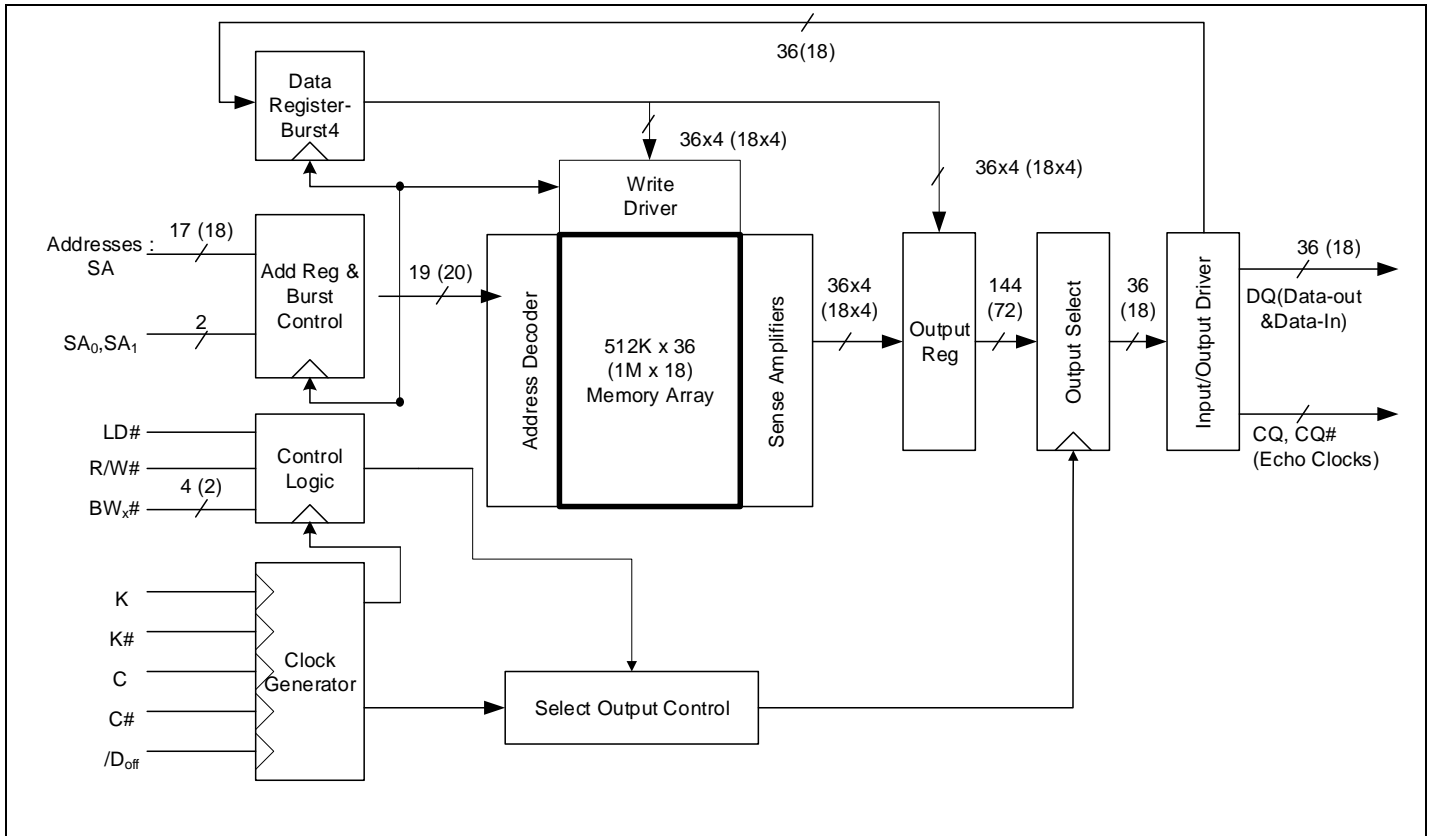 36(18)
Data
Register-
Burst4
36x4 (18x4)
36x4 (18x4)
Write
Driver
Addresses :
SA
17 (18)
SA0,SA1
2
Add Reg &
Burst
Control
19 (20)
Address Decoder
512K x 36
(1M x 18)
Memory Array
Sense Amplifiers
36x4
(18x4)
Output
Reg
144
(72)
Output Select
36
(18)
Input/Output Driver
36 (18)
DQ(Data-out
&Data-In)
CQ, CQ#
(Echo Clocks)
LD#
R/W#
BWx#
4 (2)
Control
Logic
K
K#
C
C#
/Doff
Clock
Generator
Select Output Control